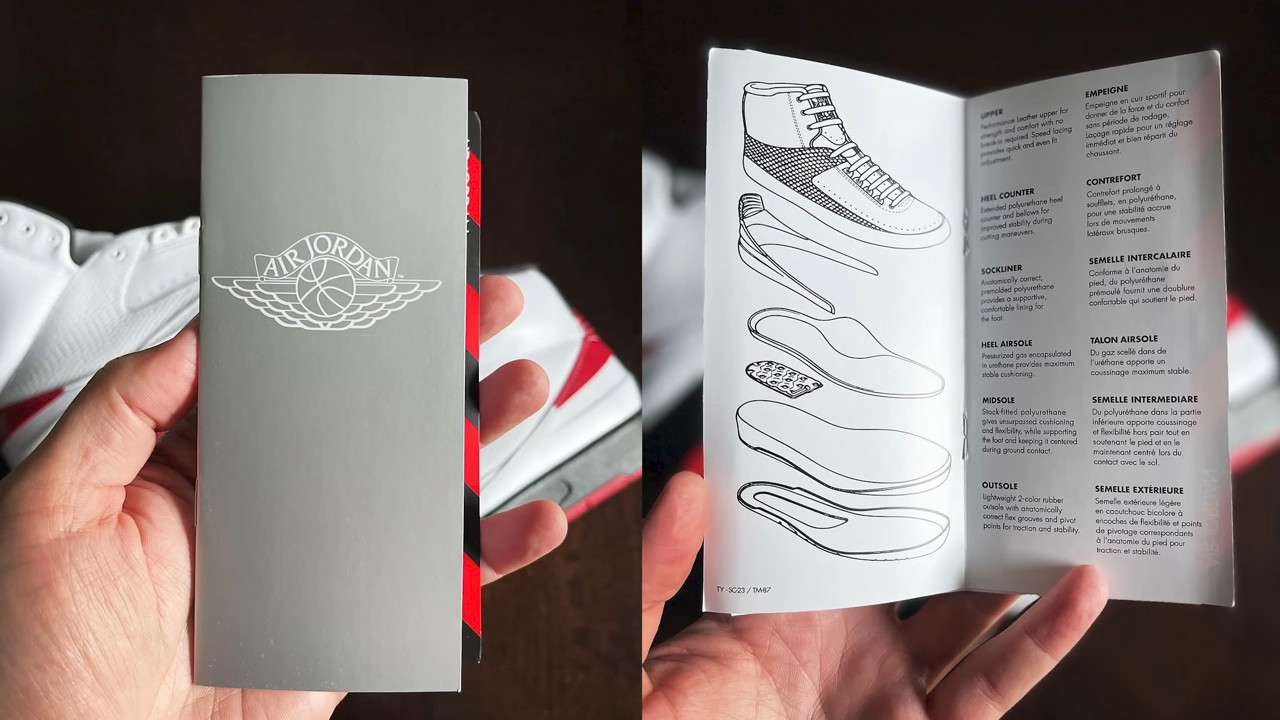 AIR JORDAN
TM
UPPER
Performance Leather upper for
strength and comfort with no
break-in required. Speed lacing
provides quick and even fit
adjustment.
HEEL COUNTER
Extended polyurethane heel
counter and bellows for
improved stability during
cutting maneuvers.
SOCKLINER
Anatomically correct,
premolded polyurethane
provides a supportive,
comfortable lining for
the foot.
HEEL AIRSOLE
Pressurized gas encapsulated
in urethane provides maximum
stable cushioning.
MIDSOLE
Stock-fitted polyurethane
gives unsurpassed cushioning
and flexibility, while supporting
the foot and keeping it centered
during ground contact.
OUTSOLE
Lightweight 2-color rubber
outsole with anatomically
correct flex grooves and pivot
points for traction and stability.
EMPEIGNE
Empeigne en cuir sportif pour
donner de la force et du confort
sans période de rodage.
Laçage rapide pour un réglage
immédiat et bien réparti du
chaussant.
CONTREFORT
Contrefort prolongé à
soufflets, en polyuréthane,
pour une stabilité accrue
lors de mouvements
latéraux brusques.
SEMELLE INTERCALAIRE
Conforme à l'anatomie du
pied, du polyuréthane
prémoulé fournit une doublure
confortable qui soutient le pied.
TALON AIRSOLE
Du gaz scellé dans de
l'uréthane apporte un
coussinage maximum stable.
SEMELLE INTERMEDIARE
Du polyuréthane dans la partie
inférieure apporte coussinage
et flexibilité hors pair tout en
soutenant le pied et en le
maintenant centré lors du
contact avec le sol.
SEMELLE EXTÉRIEURE
Semelle extérieure légère
en caoutchouc bicolore à
encoches de flexibilité et points
de pivotage correspondants
à l'anatomie du pied pour
traction et stabilité.
TY - SO23 / TM-87